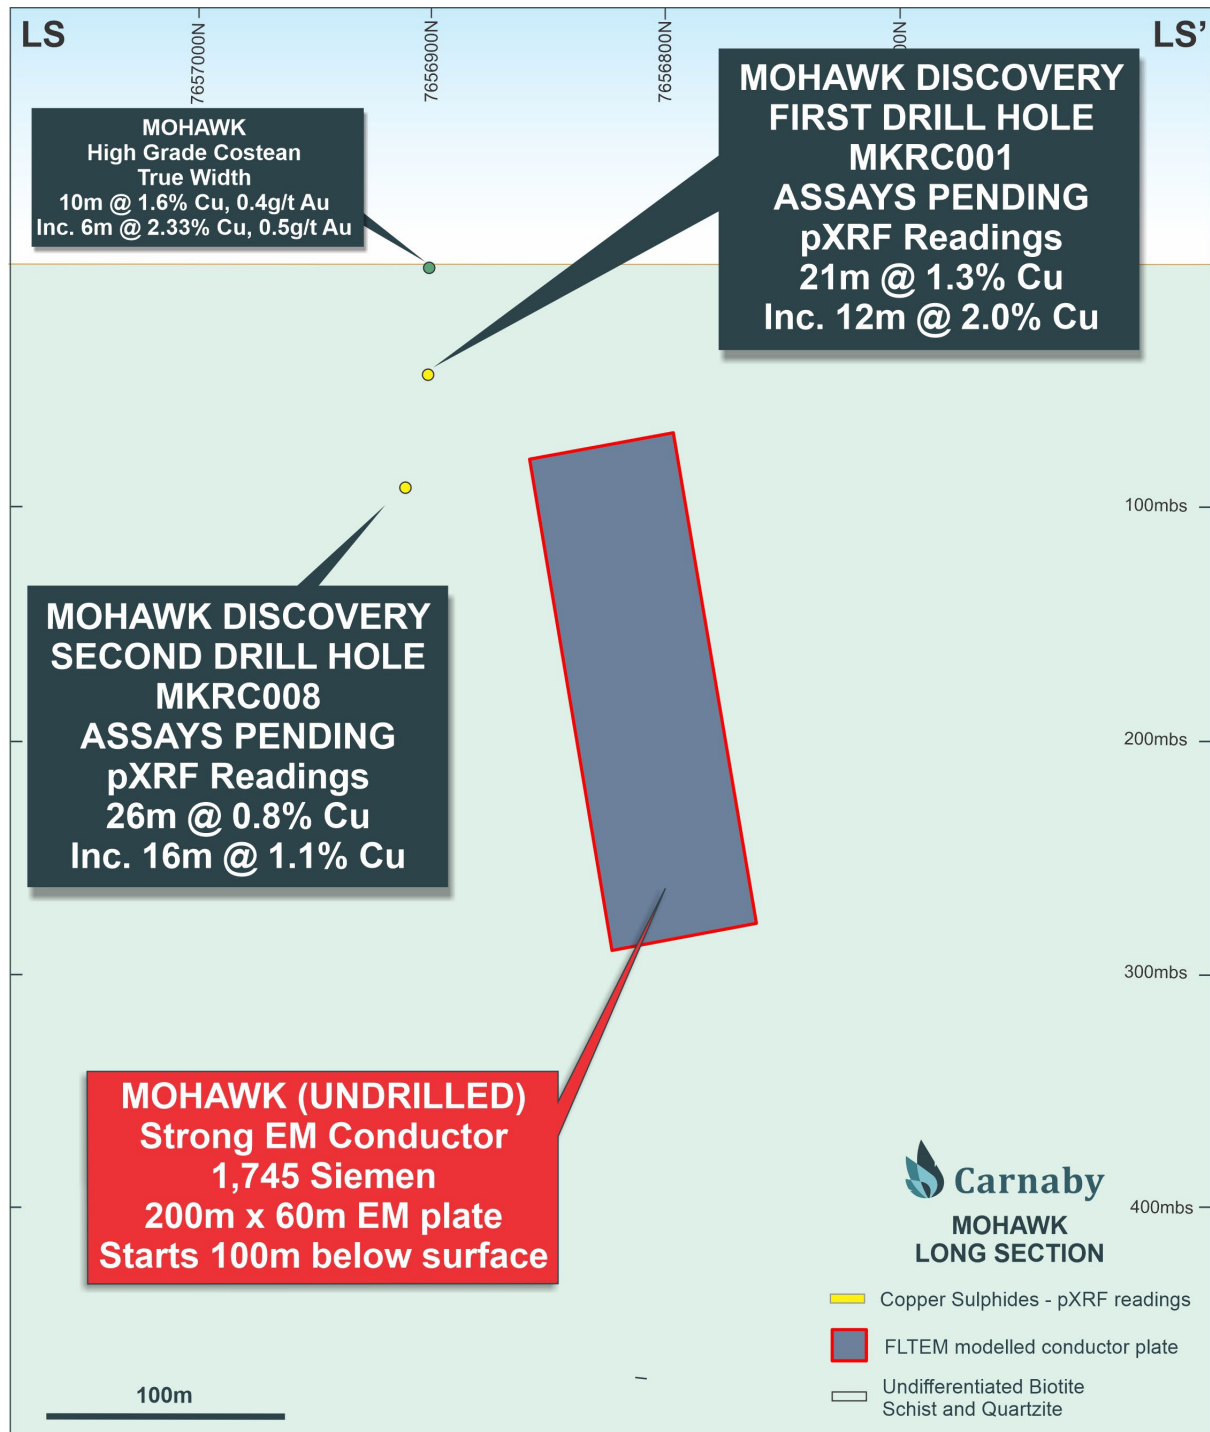 LS
7657000N
7656900N
7656800N
LS'
MOHAWK
High Grade Costean
True Width
10m @ 1.6% Cu, 0.4g/t Au
Inc. 6m @ 2.33% Cu, 0.5g/t Au
MOHAWK DISCOVERY
FIRST DRILL HOLE
MKRC001
ASSAYS PENDING
pXRF Readings
21m @ 1.3% Cu
Inc. 12m @ 2.0% Cu
100mbs
MOHAWK DISCOVERY
SECOND DRILL HOLE
MKRC008
ASSAYS PENDING
pXRF Readings
26m @ 0.8% Cu
Inc. 16m @ 1.1% Cu
200mbs
300mbs
MOHAWK (UNDRILLED)
Strong EM Conductor
1,745 Siemen
200m x 60m EM plate
Starts 100m below surface
400mbs
Carnaby
MOHAWK
LONG SECTION
Copper Sulphides - pXRF readings
FLTEM modelled conductor plate
Undifferentiated Biotite
Schist and Quartzite
100m